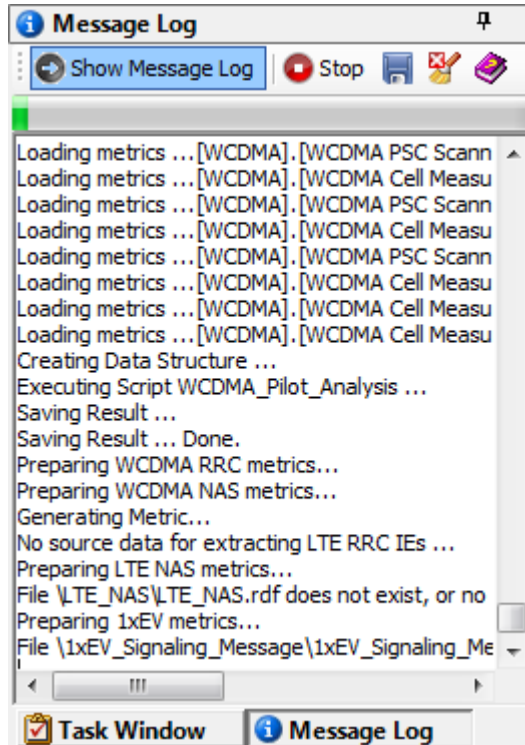 Message Log
Show Message Log Stop
Loading metrics ...[WCDMA].[WCDMA PSC Scann
Loading metrics ...[WCDMA].[WCDMA Cell Measu
Loading metrics ...[WCDMA].[WCDMA PSC Scann
Loading metrics ...[WCDMA].[WCDMA Cell Measu
Loading metrics ...[WCDMA].[WCDMA PSC Scann
Loading metrics ...[WCDMA].[WCDMA Cell Measu
Loading metrics ...[WCDMA].[WCDMA Cell Measu
Loading metrics ...[WCDMA].[WCDMA Cell Measu
Creating Data Structure ...
Executing Script WCDMA_Pilot_Analysis ...
Saving Result ...
Saving Result ... Done.
Preparing WCDMA RRC metrics...
Preparing WCDMA NAS metrics...
Generating Metric...
No source data for extracting LTE RRC IEs ...
Preparing LTE NAS metrics...
File \LTE_NAS\LTE_NAS.rdf does not exist, or no
Preparing 1xEV metrics...
File \1xEV_Signaling_Message\1xEV_Signaling_Me
Task Window Message Log